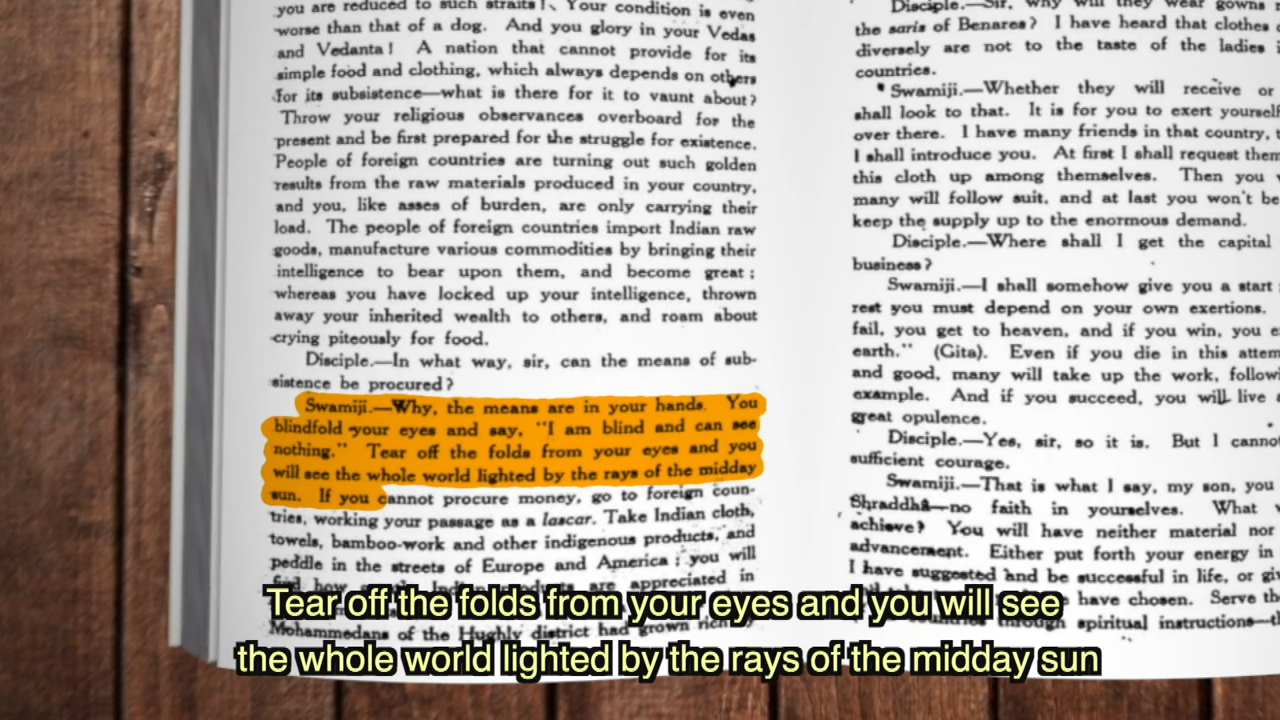 you are reduced to such straits! Your condition is even
worse than that of a dog. And you glory in your Vedas
and Vedanta! A nation that cannot provide for its
simple food and clothing, which always depends on others
for its subsistence—what is there for it to vaunt about?
Throw your religious observances overboard for the
present and be first prepared for the struggle for existence.
People of foreign countries are turning out such golden
results from the raw materials produced in your country,
and you, like asses of burden, are only carrying their
load. The people of foreign countries import Indian raw
goods, manufacture various commodities by bringing their
intelligence to bear upon them, and become great;
whereas you have locked up your intelligence, thrown
away your inherited wealth to others, and roam about
crying piteously for food.
Disciple.—In what way, sir, can the means of sub-
sistence be procured?
Swamiji.—Why, the means are in your hands. You
blindfold your eyes and say, "I am blind and can see
nothing." Tear off the folds from your eyes and you
will see the whole world lighted by the rays of the midday
sun. If you cannot procure money, go to foreign coun-
tries, working your passage as a lascar. Take Indian cloth,
towels, bamboo-work and other indigenous products, and
peddle in the streets of Europe and America; you will
how are appreciated in
Mohammedans of the Hughly district had grown
Disciple.—Sir, why will they wear gowns
the saris of Benares? I have heard that clothes
diversely are not to the taste of the ladies
countries.
Swamiji.—Whether they will receive or
shall look to that. It is for you to exert yourself
over there. I have many friends in that country,
I shall introduce you. At first I shall request them
this cloth up among themselves. Then you
many will follow suit, and at last you won't be
keep the supply up to the enormous demand.
Disciple.—Where shall I get the capital
business?
Swamiji.—I shall somehow give you a start
rest you must depend on your own exertions.
fail, you get to heaven, and if you win, you
earth." (Gita). Even if you die in this
and good, many will take up the work,
example. And if you succeed, you will live
great opulence.
Disciple.—Yes, sir, so it is. But I
sufficient courage.
Swamiji.—That is what I say, my son, you
Shraddhâ—no faith in yourselves. What
achieve? You will have neither material nor
advancement. Either put forth your energy in
I have suggested and be successful in life, or
have chosen. Serve
through spiritual instructions
Tear off the folds from your eyes and you will see
the whole world lighted by the rays of the midday sun